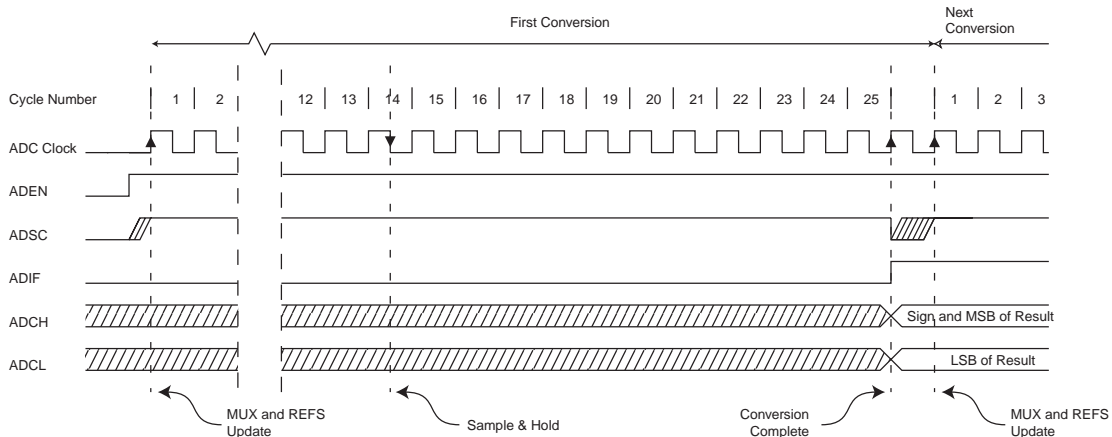 First Conversion
Next
Conversion
Cycle Number 1 2 12 13 14 15 16 17 18 19 20 21 22 23 24 25 1 2 3
ADC Clock
ADEN
ADSC
ADIF
ADCH Sign and MSB of Result
ADCL LSB of Result
MUX and REFS
Update
Sample & Hold
Conversion
Complete
MUX and REFS
Update